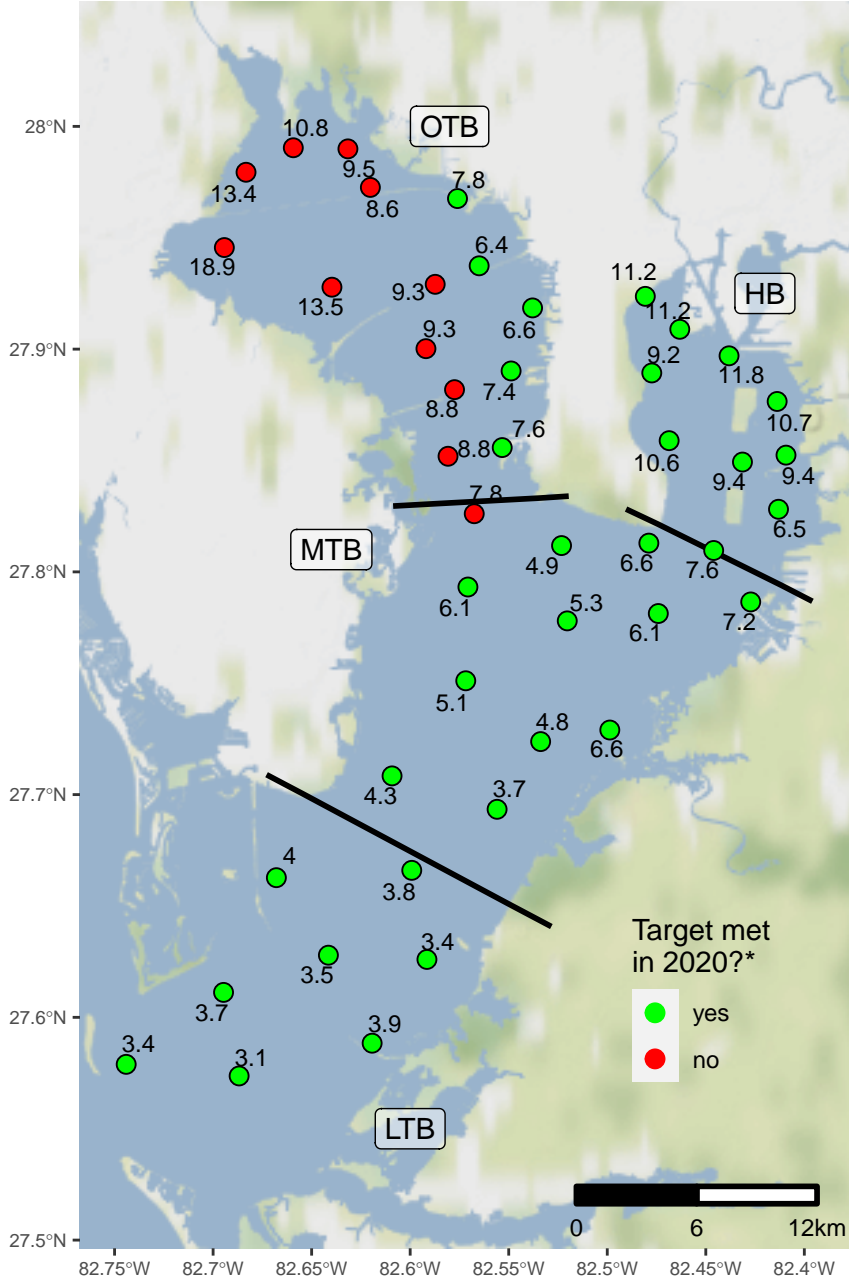 28°N
27.9°N
27.8°N
27.7°N
27.6°N
27.5°N
82.75°W
82.7°W
82.65°W
82.6°W
82.55°W
82.5°W
82.45°W
82.4°W
OTB
10.8
9.5
13.4
8.6
7.8
18.9
13.5
9.3
6.4
6.6
9.3
7.4
8.8
7.6
8.8
7.8
HB
11.2
11.2
9.2
11.8
10.7
10.6
9.4
9.4
6.5
7.6
MTB
4.9
6.6
7.2
6.1
5.3
6.1
5.1
4.8
6.6
4.3
3.7
3.8
4
3.5
3.4
3.7
3.9
3.4
3.1
LTB
Target met
in 2020?*
yes
no
0
6
12km